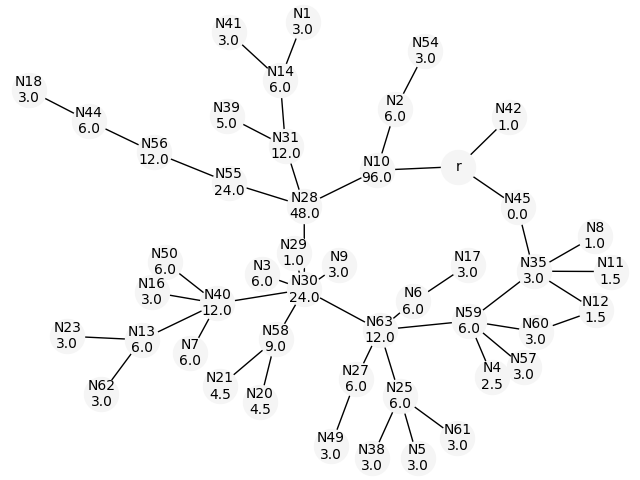 N1
3.0
N41
3.0
N54
3.0
N14
6.0
N18
3.0
N2
6.0
N39
5.0
N42
1.0
N44
6.0
N31
12.0
N56
12.0
N10
96.0
r
N55
24.0
N28
48.0
N45
0.0
N8
1.0
N29
1.0
N50
6.0
N3
6.0
N9
3.0
N17
3.0
N35
3.0
N11
1.5
N30
24.0
N16
3.0
N40
12.0
N6
6.0
N12
1.5
N59
6.0
N63
12.0
N60
3.0
N23
3.0
N13
6.0
N58
9.0
N7
6.0
N57
3.0
N4
2.5
N27
6.0
N21
4.5
N62
3.0
N20
4.5
N25
6.0
N49
3.0
N61
3.0
N38
3.0
N5
3.0